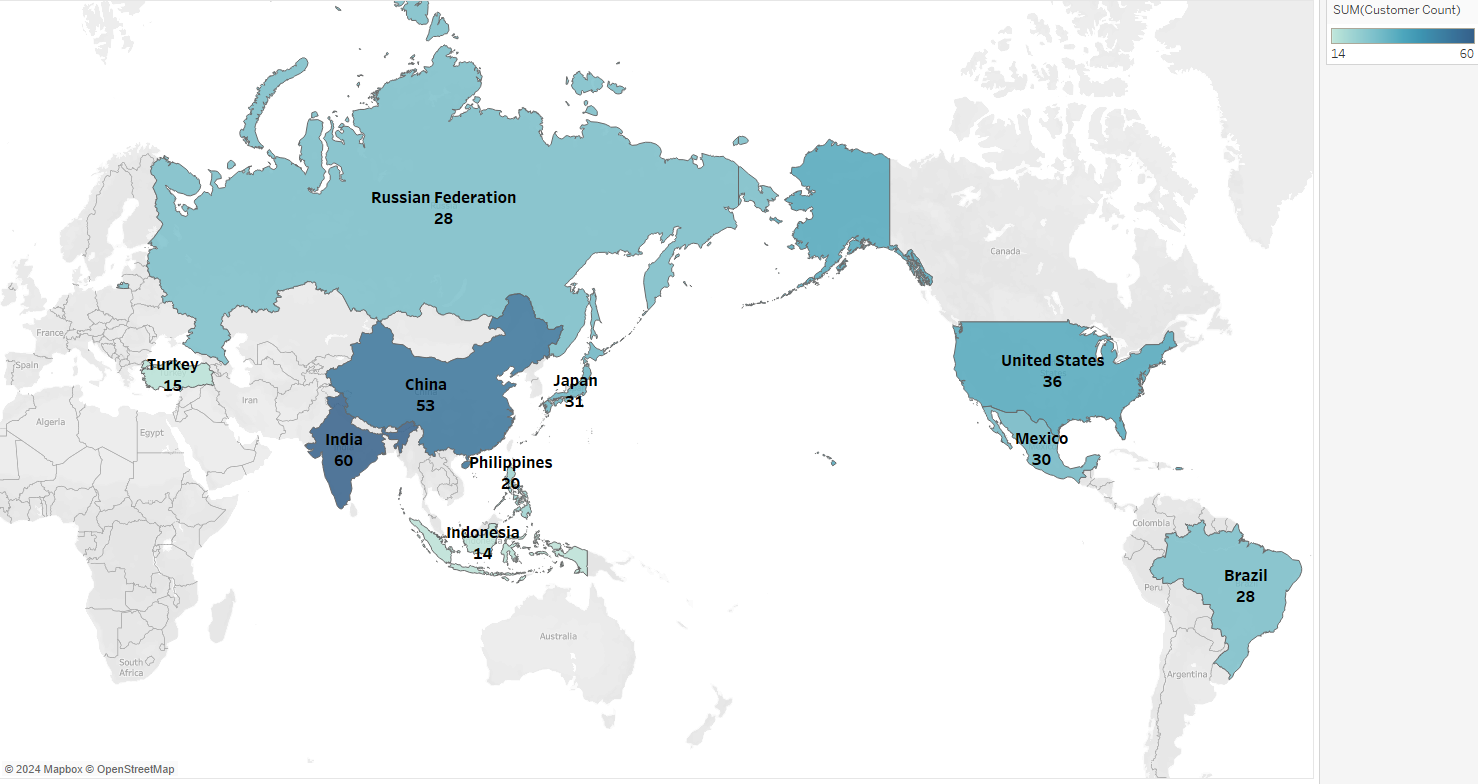 SUM(Customer Count)
14 60
Russian Federation
28
Canada
France
Spain
Turkey
15
China
53
Japan
31
United States
36
Iran
Algeria
Egypt
India
60
Mexico
30
Philippines
20
Colombia
Indonesia
14
Brazil
28
Peru
Australia
South
Africa
Argentina
© 2024 Mapbox © OpenStreetMap